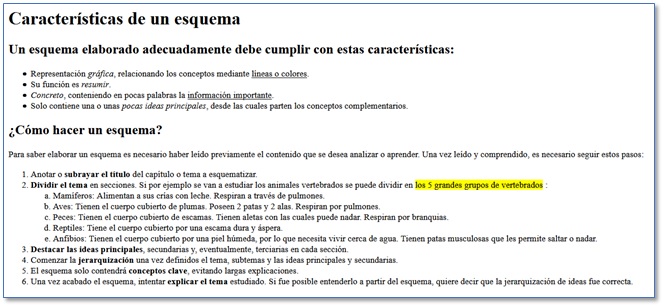 Características de un esquema
Un esquema elaborado adecuadamente debe cumplir con estas características:
• Representación gráfica, relacionando los conceptos mediante líneas o colores.
• Su función es resumir.
• Concreto, conteniendo en pocas palabras la información importante.
• Solo contiene una o unas pocas ideas principales, desde las cuales parten los conceptos complementarios.
¿Cómo hacer un esquema?
Para saber elaborar un esquema es necesario haber leído previamente el contenido que se desea analizar o aprender. Una vez leído y comprendido, es necesario seguir estos pasos:
1. Anotar o subrayar el título del capítulo o tema a esquematizar.
2. Dividir el tema en secciones. Si por ejemplo se van a estudiar los animales vertebrados se puede dividir en los 5 grandes grupos de vertebrados :
a. Mamíferos: Alimentan a sus crías con leche. Respiran a través de pulmones.
b. Aves: Tienen el cuerpo cubierto de plumas. Poseen 2 patas y 2 alas. Respiran por pulmones.
c. Peces: Tienen el cuerpo cubierto de escamas. Tienen aletas con las cuales puede nadar. Respiran por branquias.
d. Reptiles: Tiene el cuerpo cubierto por una escama dura y áspera.
e. Anfibios: Tienen el cuerpo cubierto por una piel húmeda, por lo que necesita vivir cerca de agua. Tienen patas musculosas que les permite saltar o nadar.
3. Destacar las ideas principales, secundarias y, eventualmente, terciarias en cada sección.
4. Comenzar la jerarquización una vez definidos el tema, subtemas y las ideas principales y secundarias.
5. El esquema solo contendrá conceptos clave, evitando largas explicaciones.
6. Una vez acabado el esquema, intentar explicar el tema estudiado. Si fue posible entenderlo a partir del esquema, quiere decir que la jerarquización de ideas fue correcta.